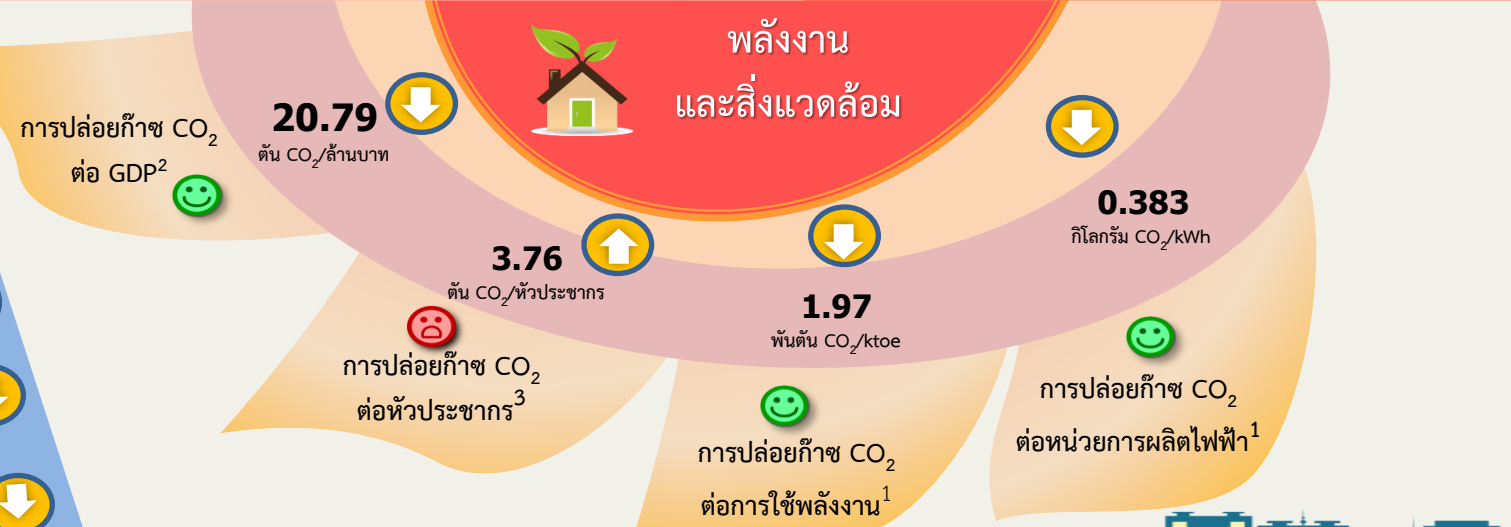 พลังงาน
และสิ่งแวดล้อม
การปล่อยก๊าซ CO₂
ต่อ GDP²
20.79
ตัน CO₂/ล้านบาท
3.76
ตัน CO₂/หัวประชากร
การปล่อยก๊าซ CO₂
ต่อหัวประชากร³
1.97
พันตัน CO₂/ktoe
การปล่อยก๊าซ CO₂
ต่อการใช้พลังงาน¹
0.383
กิโลกรัม CO₂/kWh
การปล่อยก๊าซ CO₂
ต่อหน่วยการผลิตไฟฟ้า¹